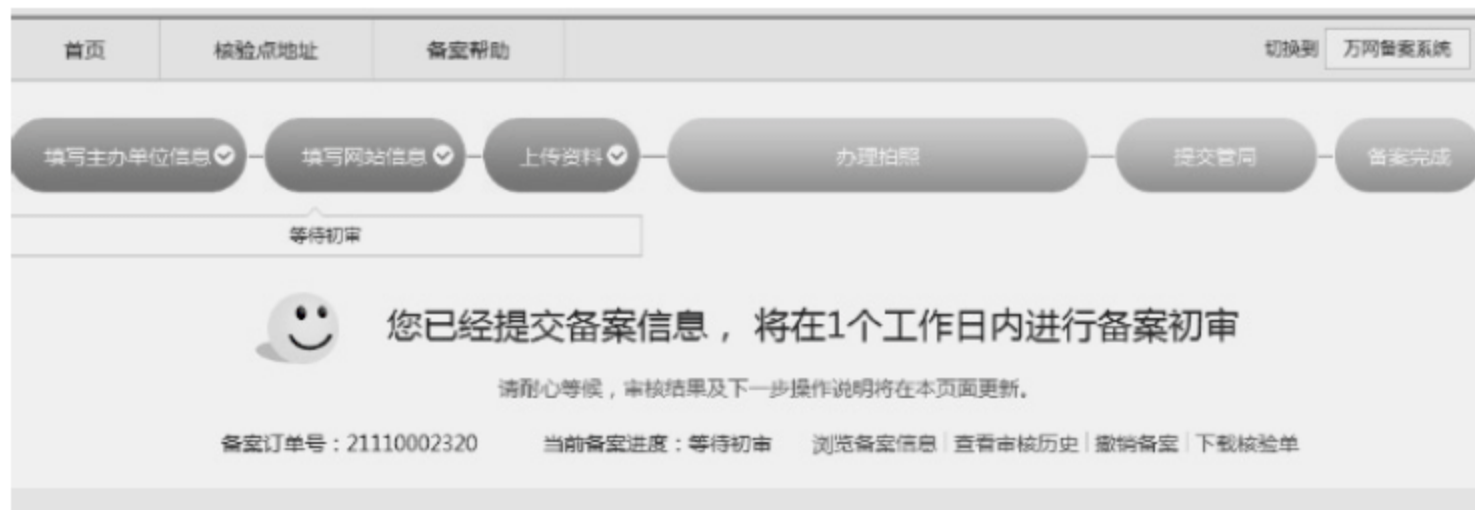 首页 核验点地址 备案帮助 切换到 万网备案系统
填写主办单位信息 填写网站信息 上传资料 办理拍照 提交管局 备案完成
等待初审
您已经提交备案信息，将在1个工作日内进行备案初审
请耐心等候，审核结果及下一步操作说明将在本页面更新。
备案订单号：21110002320 当前备案进度：等待初审 浏览备案信息 查看审核历史 撤销备案 下载核验单